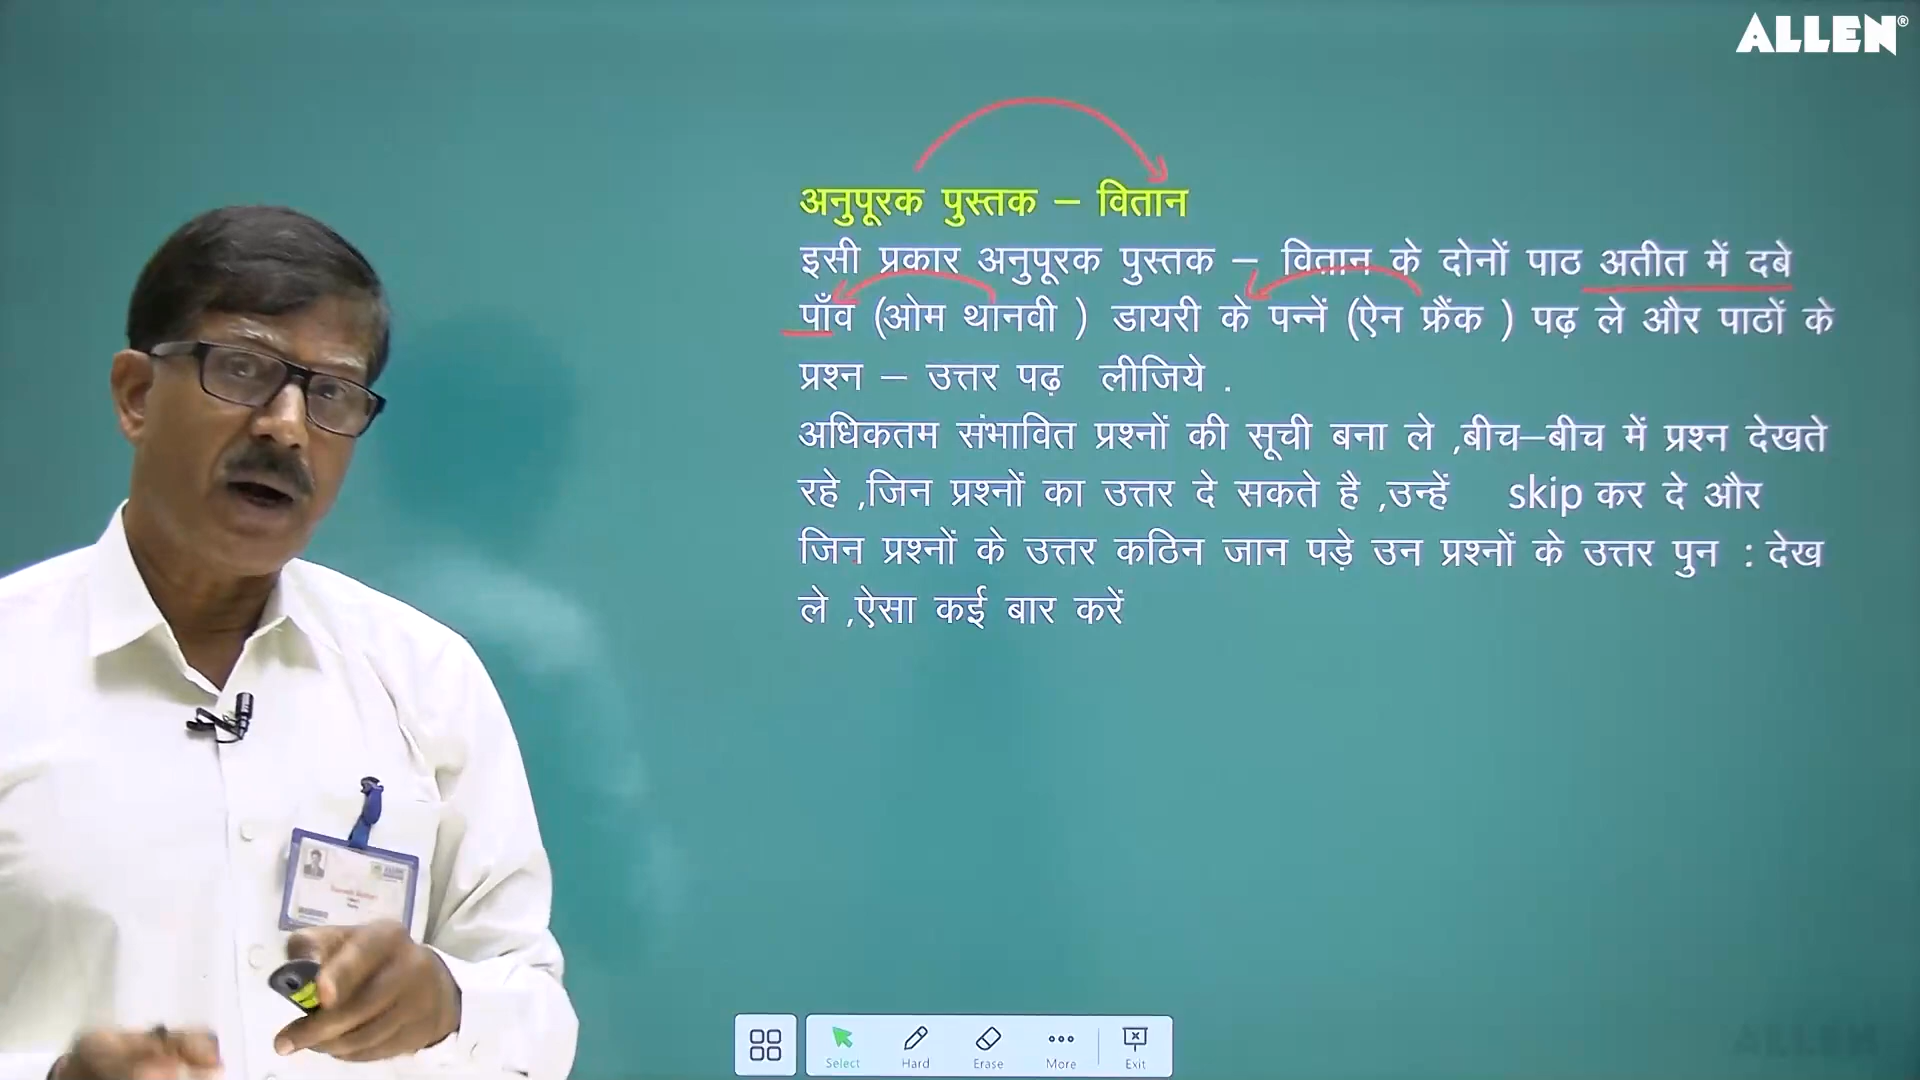 ALLEN®
अनुपूरक पुस्तक – वितान
इसी प्रकार अनुपूरक पुस्तक – वितान के दोनों पाठ अतीत में दबे
पाँव (ओम थानवी ) डायरी के पन्नें (ऐन फ्रैंक ) पढ़ ले और पाठों के
प्रश्न – उत्तर पढ़ लीजिये .
अधिकतम संभावित प्रश्नों की सूची बना ले ,बीच–बीच में प्रश्न देखते
रहे ,जिन प्रश्नों का उत्तर दे सकते है ,उन्हें skip कर दे और
जिन प्रश्नों के उत्तर कठिन जान पड़े उन प्रश्नों के उत्तर पुन : देख
ले ,ऐसा कई बार करें
Select Hard Erase More Exit
ALLEN